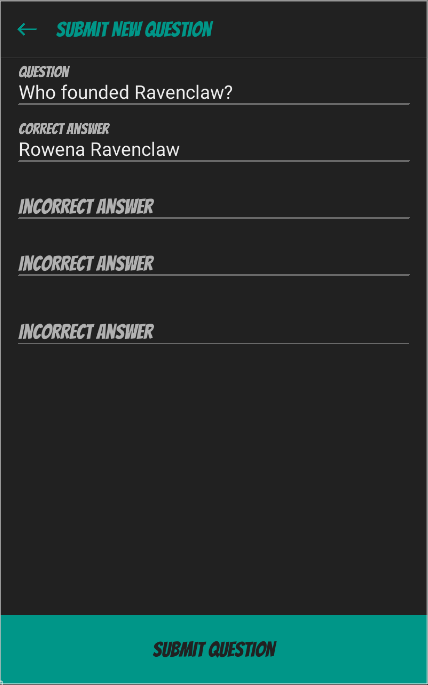 SUBMIT NEW QUESTION
QUESTION
Who founded Ravenclaw?
CORRECT ANSWER
Rowena Ravenclaw
INCORRECT ANSWER
INCORRECT ANSWER
INCORRECT ANSWER
SUBMIT QUESTION